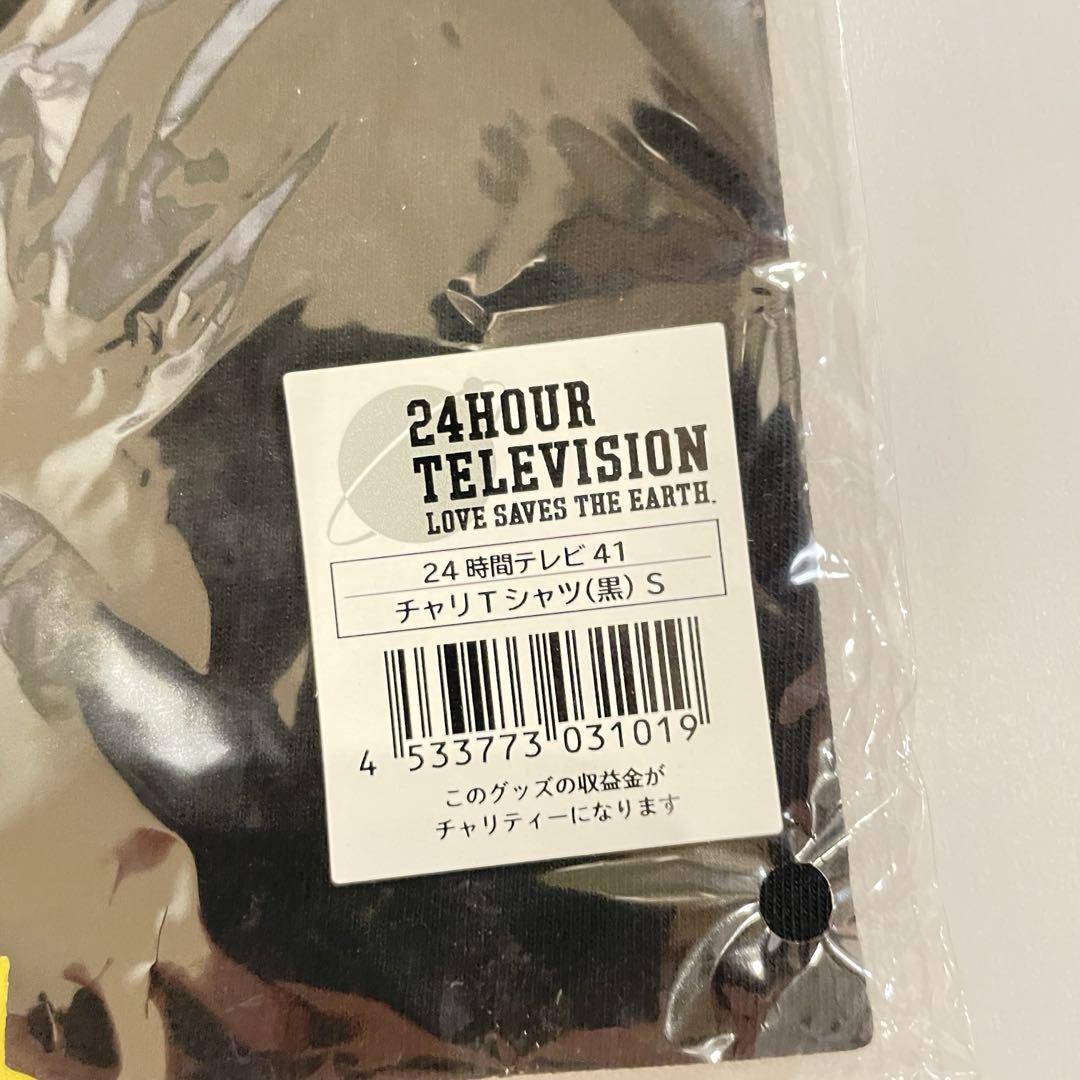 24HOUR
TELEVISION
LOVE SAVES THE EARTH.
24時間テレビ41
チャリTシャツ(黒) S
4 533773 031019
このグッズの収益金が
チャリティーになります